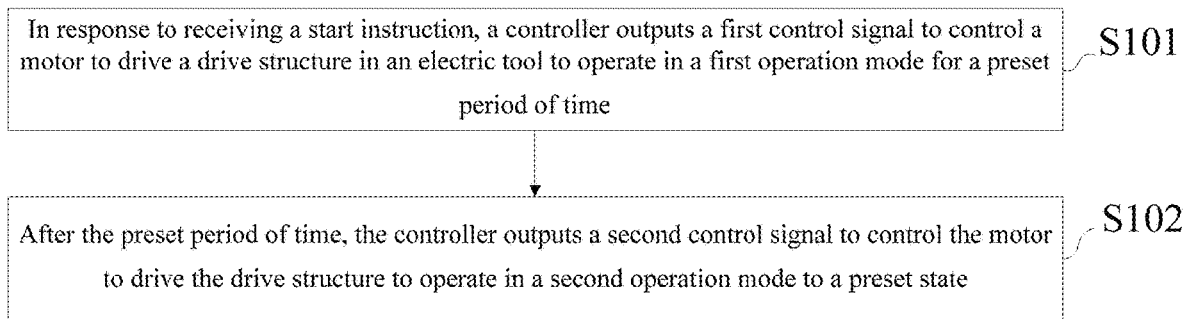 In response to receiving a start instruction, a controller outputs a first control signal to control a
motor to drive a drive structure in an electric tool to operate in a first operation mode for a preset
period of time
S101
After the preset period of time, the controller outputs a second control signal to control the motor
to drive the drive structure to operate in a second operation mode to a preset state
S102